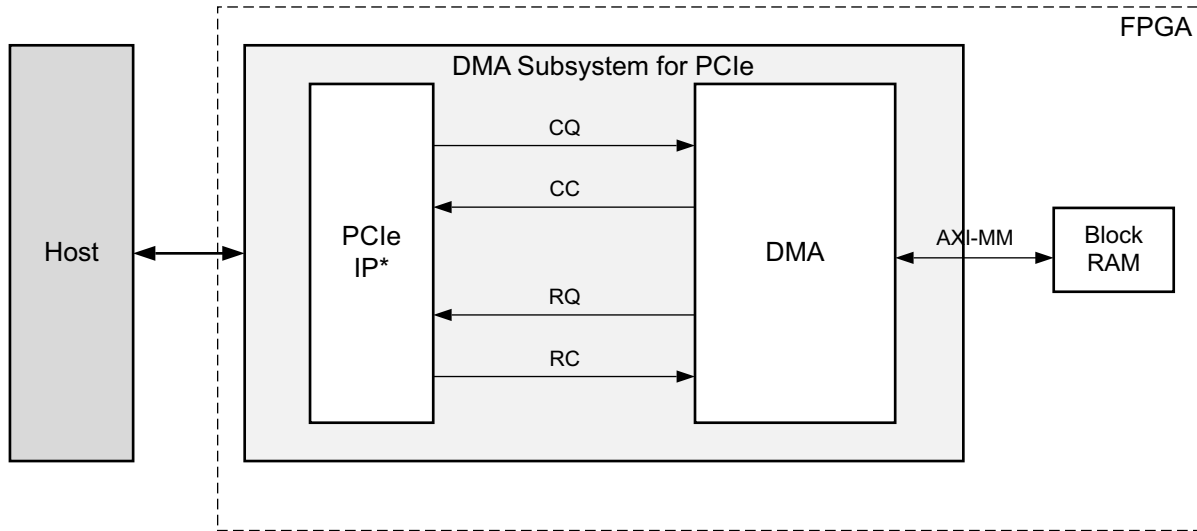 FPGA
DMA Subsystem for PCIe
CQ
CC
Host
PCIe
IP*
DMA
AXI-MM
Block
RAM
RQ
RC